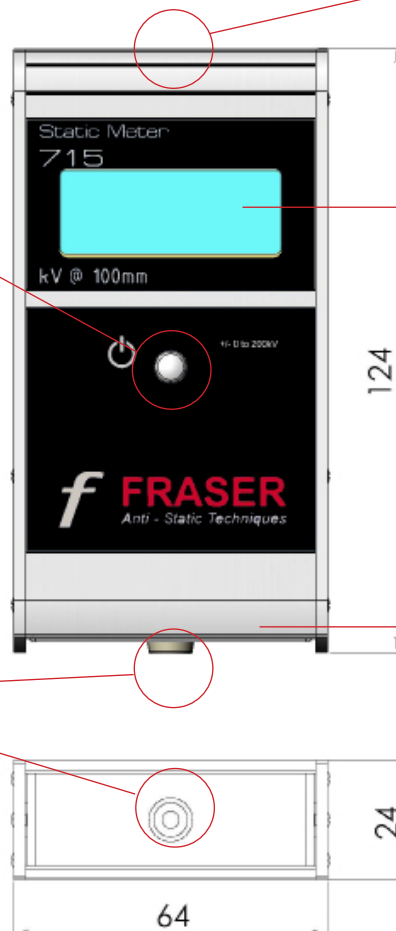 Static Meter
715
kV @ 100mm
+/- 0 to 200kV
f FRASER
Anti - Static Techniques
124
24
64